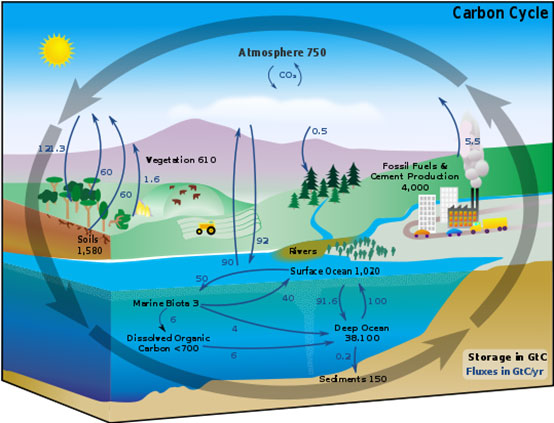 Carbon Cycle
Atmosphere 750
CO₂
121.3
60
60
1.6
0.5
5.5
Vegetation 610
Fossil Fuels &
Cement Production
4,000
Soils
1,580
90
92
Rivers
Surface Ocean 1,020
50
40
91.6
100
Marine Biota 3
6
4
Dissolved Organic
Carbon <700
6
Deep Ocean
38,100
0.2
Sediments 150
Storage in GtC
Fluxes in GtC/yr